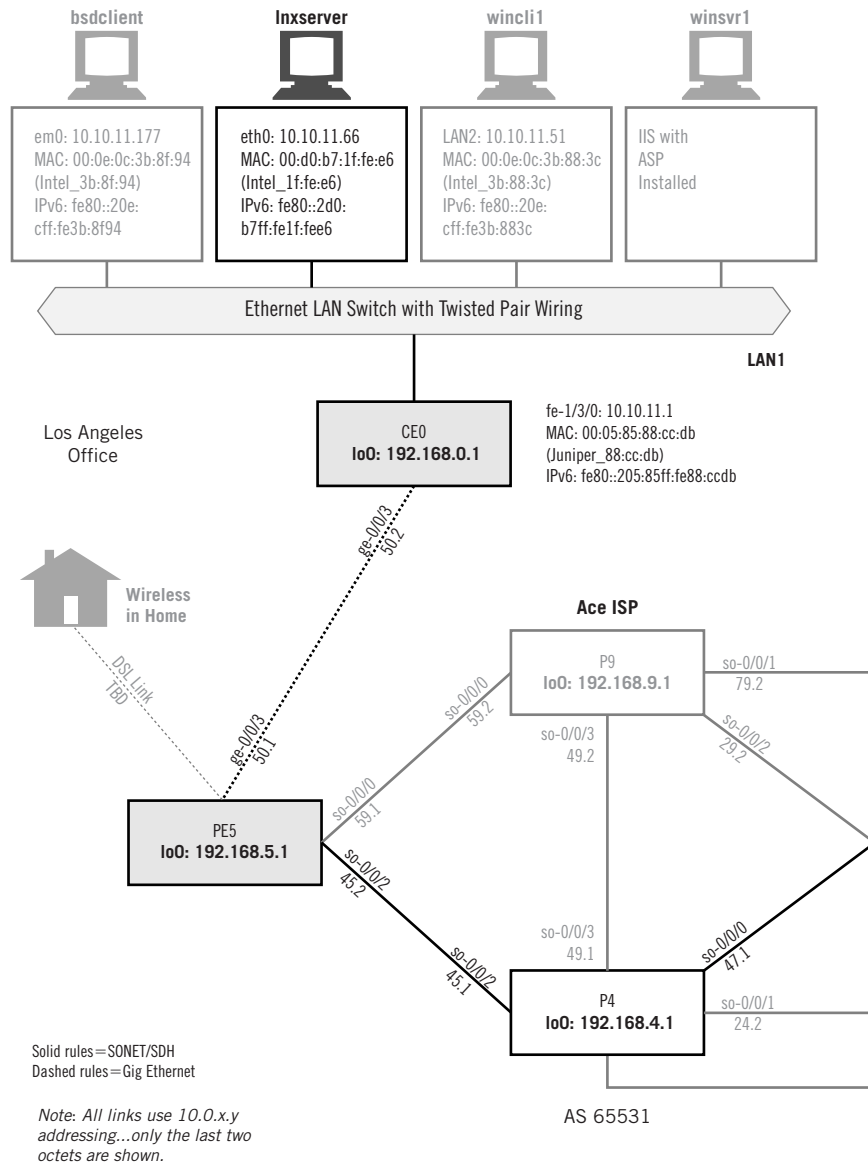 bsdclient
lnxserver
wincli1
winsvr1
em0: 10.10.11.177
MAC: 00:0e:0c:3b:8f:94
(Intel_3b:8f:94)
IPv6: fe80::20e:
cff:fe3b:8f94
eth0: 10.10.11.66
MAC: 00:d0:b7:1f:fe:e6
(Intel_1f:fe:e6)
IPv6: fe80::2d0:
b7ff:fe1f:fee6
LAN2: 10.10.11.51
MAC: 00:0e:0c:3b:88:3c
(Intel_3b:88:3c)
IPv6: fe80::20e:
cff:fe3b:883c
IIS with
ASP
Installed
Ethernet LAN Switch with Twisted Pair Wiring
LAN1
Los Angeles
Office
CE0
lo0: 192.168.0.1
fe-1/3/0: 10.10.11.1
MAC: 00:05:85:88:cc:db
(Juniper_88:cc:db)
IPv6: fe80::205:85ff:fe88:ccdb
ge-0/0/3
50.2
Wireless
in Home
DSL Link
TBD
ge-0/0/3
50.1
Ace ISP
P9
lo0: 192.168.9.1
so-0/0/1
79.2
so-0/0/0
59.2
so-0/0/3
49.2
so-0/0/2
29.2
so-0/0/0
59.1
PE5
lo0: 192.168.5.1
so-0/0/2
45.2
so-0/0/3
49.1
so-0/0/0
47.1
so-0/0/2
45.1
P4
lo0: 192.168.4.1
so-0/0/1
24.2
Solid rules=SONET/SDH
Dashed rules=Gig Ethernet
Note: All links use 10.0.x.y
addressing...only the last two
octets are shown.
AS 65531